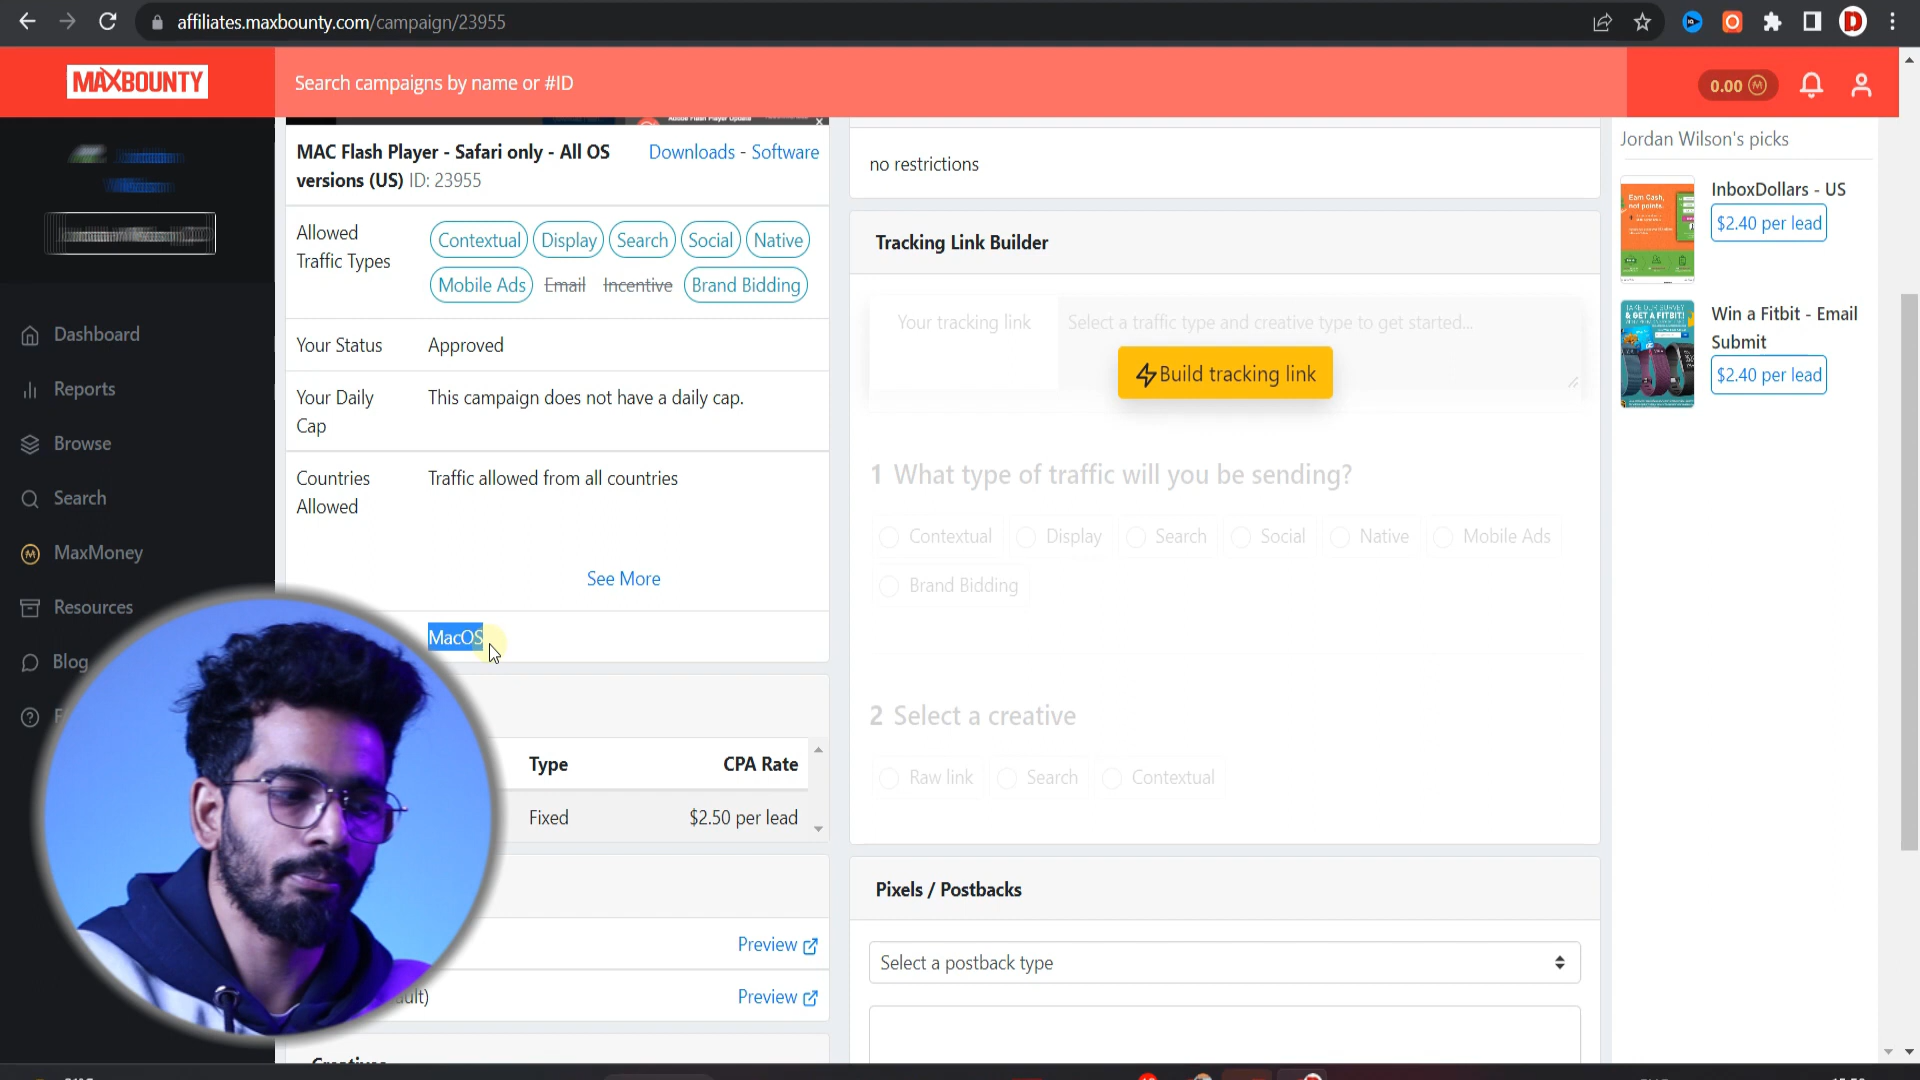 affiliates.maxbounty.com/campaign/23955
MAXBOUNTY
Search campaigns by name or #ID
0.00
Dashboard
Reports
Browse
Search
MaxMoney
Resources
Blog
Adobe Flash Player Update
MAC Flash Player - Safari only - All OS
versions (US) ID: 23955
Downloads - Software
Allowed
Traffic Types
Contextual Display Search Social Native
Mobile Ads Email Incentive Brand Bidding
Your Status Approved
Your Daily
Cap
This campaign does not have a daily cap.
Countries
Allowed
Traffic allowed from all countries
See More
MacOS
Type CPA Rate
Fixed $2.50 per lead
Preview
Preview
Creatives
no restrictions
Tracking Link Builder
Your tracking link
Select a traffic type and creative type to get started...
Build tracking link
1 What type of traffic will you be sending?
Contextual Display Search Social Native Mobile Ads
Brand Bidding
2 Select a creative
Raw link Search Contextual
Pixels / Postbacks
Select a postback type
Jordan Wilson's picks
InboxDollars - US
$2.40 per lead
Win a Fitbit - Email
Submit
$2.40 per lead